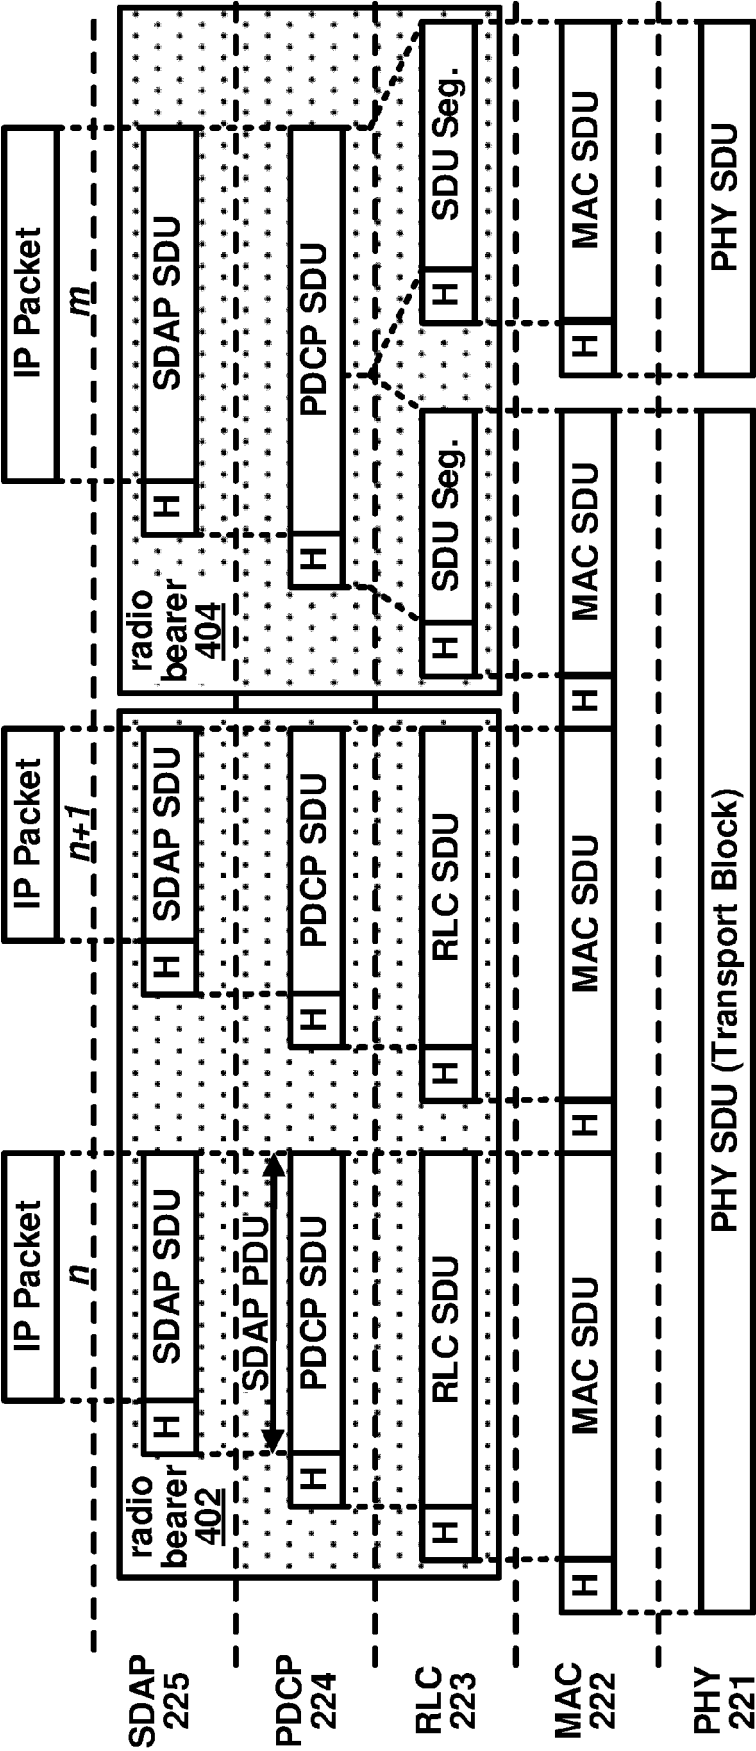 IP Packet
IP Packet
IP Packet
n
n+1
m
SDAP
225
radio
bearer
402
H
SDAP SDU
H
SDAP SDU
radio
bearer
404
H
SDAP SDU
SDAP PDU
PDCP
224
H
PDCP SDU
H
PDCP SDU
H
PDCP SDU
RLC
223
H
RLC SDU
H
RLC SDU
H
SDU Seg.
H
SDU Seg.
MAC
222
H
MAC SDU
H
MAC SDU
H
MAC SDU
H
MAC SDU
PHY
221
PHY SDU (Transport Block)
PHY SDU